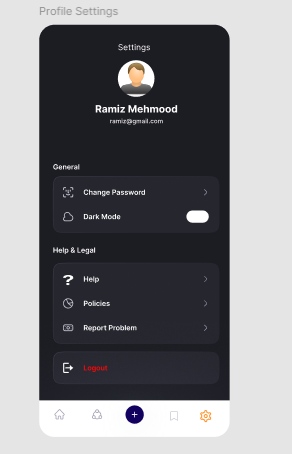 Profile Settings
Settings
Ramiz Mehmood
ramiz@gmail.com
General
Change Password
Dark Mode
Help & Legal
Help
Policies
Report Problem
Logout